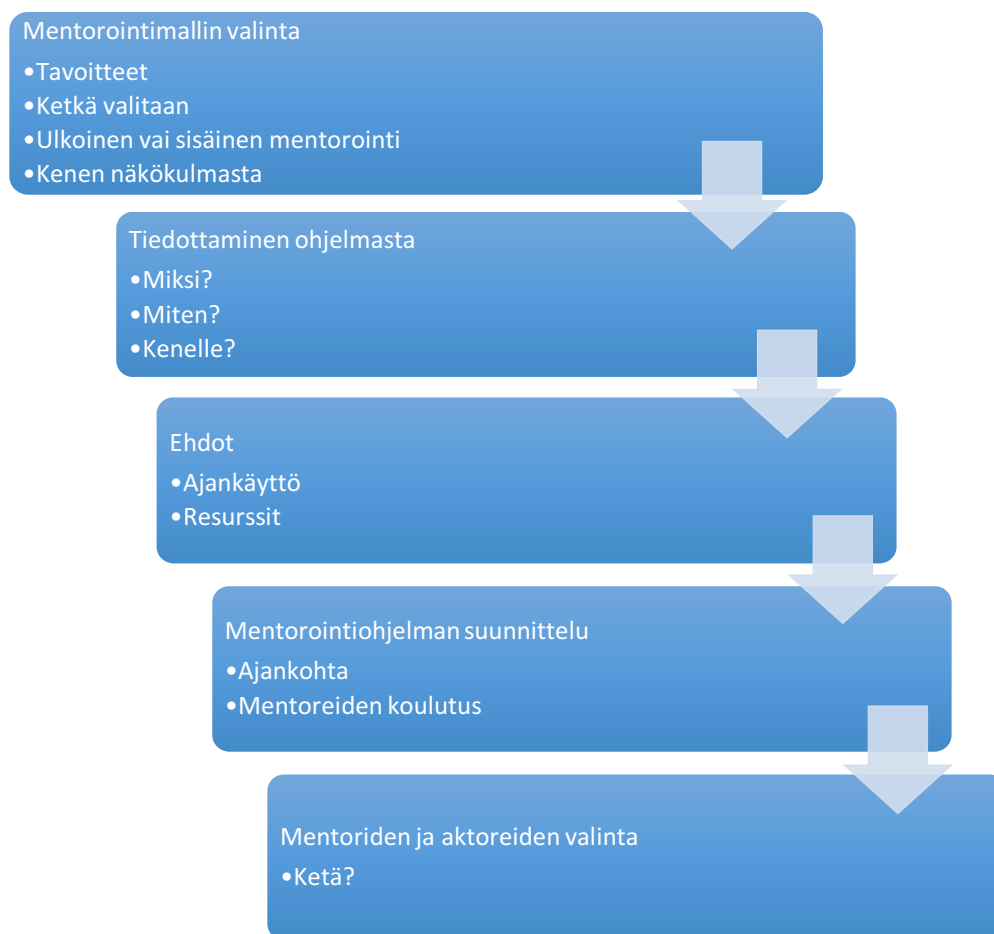 Mentorointimallin valinta
•Tavoitteet
•Ketkä valitaan
•Ulkoinen vai sisäinen mentorointi
•Kenen näkökulmasta
Tiedottaminen ohjelmasta
•Miksi?
•Miten?
•Kenelle?
Ehdot
•Ajankäyttö
•Resurssit
Mentorointiohjelman suunnittelu
•Ajankohta
•Mentoreiden koulutus
Mentoriden ja aktoreiden valinta
•Ketä?